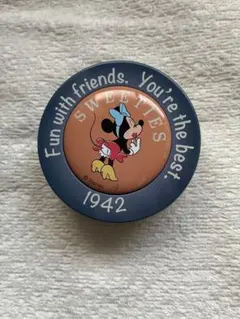 Fun with friends. You're the best.
SWEETIES
1942